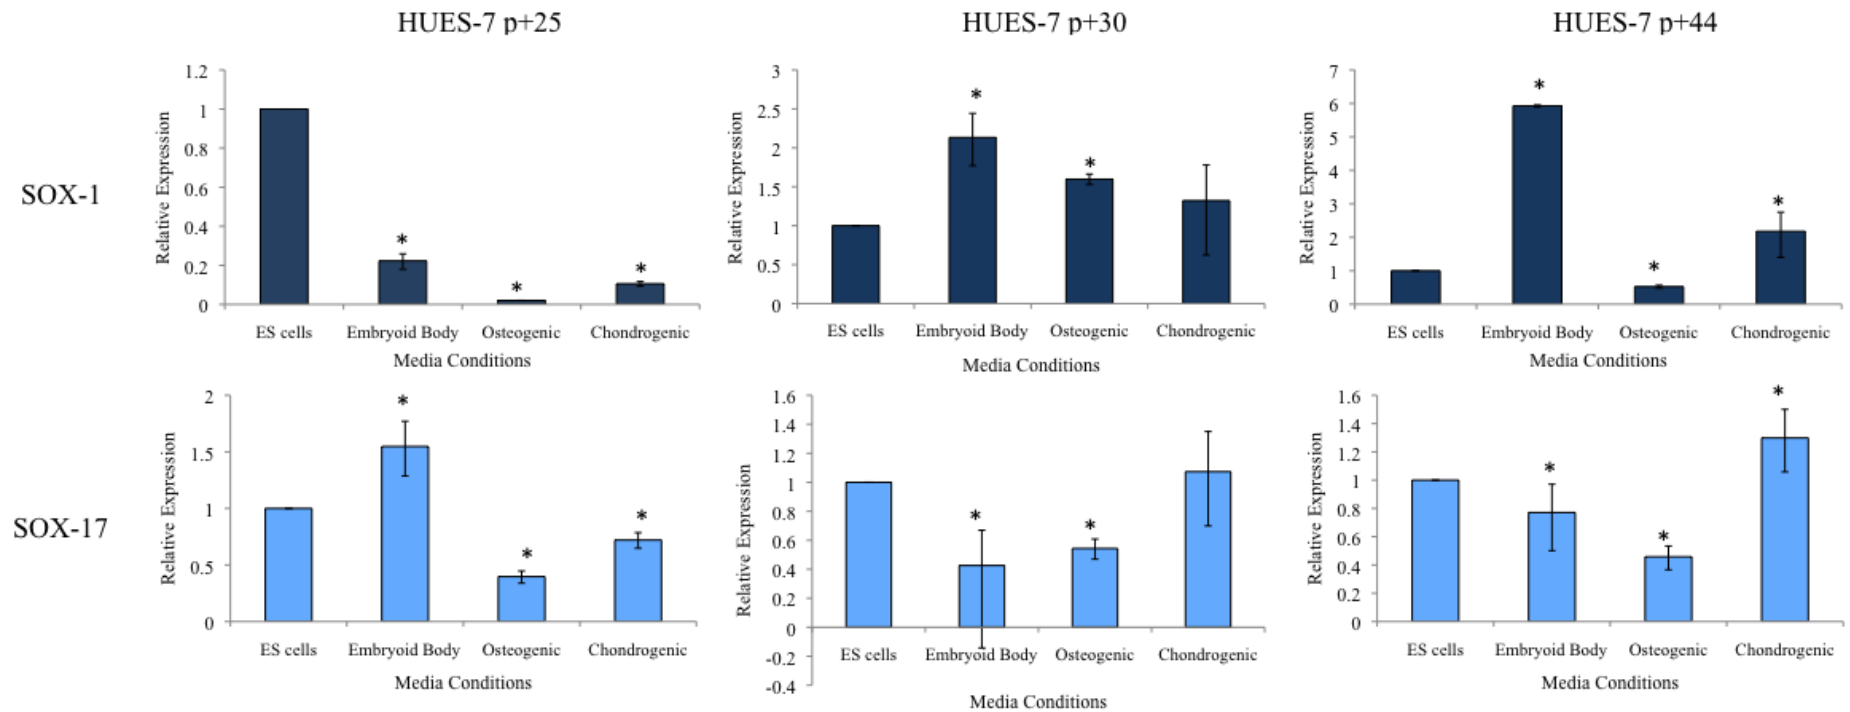 HUES-7 p+25
HUES-7 p+30
HUES-7 p+44
SOX-1
Relative Expression
1.2
1
0.8
0.6
0.4
0.2
0
*
*
*
ES cells Embryoid Body Osteogenic Chondrogenic
Media Conditions
Relative Expression
3
2.5
2
1.5
1
0.5
0
*
*
ES cells Embryoid Body Osteogenic Chondrogenic
Media Conditions
Relative Expression
7
6
5
4
3
2
1
0
*
*
*
ES cells Embryoid Body Osteogenic Chondrogenic
Media Conditions
SOX-17
Relative Expression
2
1.5
1
0.5
0
*
*
*
ES cells Embryoid Body Osteogenic Chondrogenic
Media Conditions
Relative Expression
1.6
1.4
1.2
1
0.8
0.6
0.4
0.2
0
-0.2
-0.4
*
*
ES cells Embryoid Body Osteogenic Chondrogenic
Media Conditions
Relative Expression
1.6
1.4
1.2
1
0.8
0.6
0.4
0.2
0
*
*
*
ES cells Embryoid Body Osteogenic Chondrogenic
Media Conditions